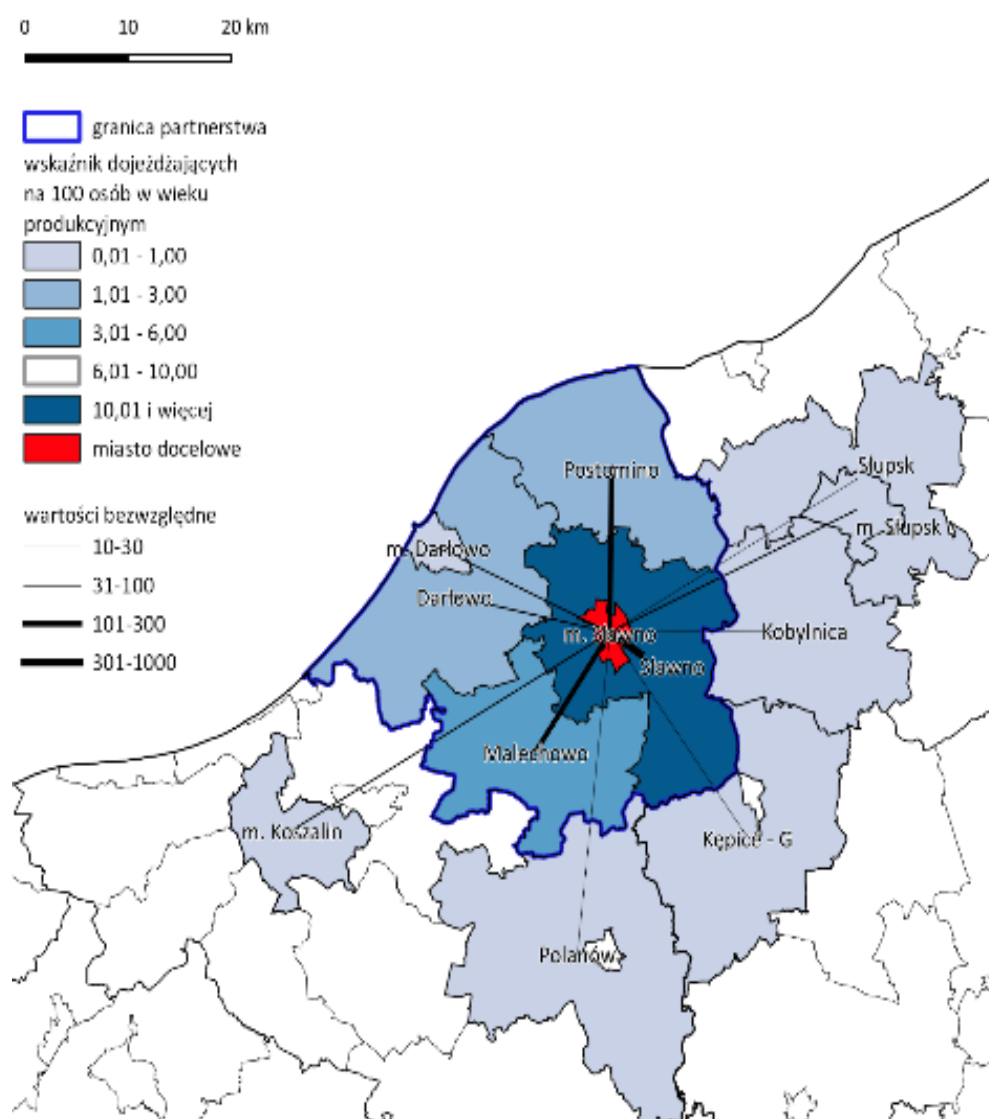 0 10 20 km
granica partnerstwa
wskaźnik dojeżdżających
na 100 osób w wieku
produkcyjnym
0,01 - 1,00
1,01 - 3,00
3,01 - 6,00
6,01 - 10,00
10,01 i więcej
miasto docelowe
wartości bezwzględne
10-30
31-100
101-300
301-1000
Postomino
Słupsk
m. Słupsk
m. Darłowo
Darłowo
m. Sławno
Kobylnica
Sławno
Malechowo
m. Koszalin
Kępice - G
Polanów